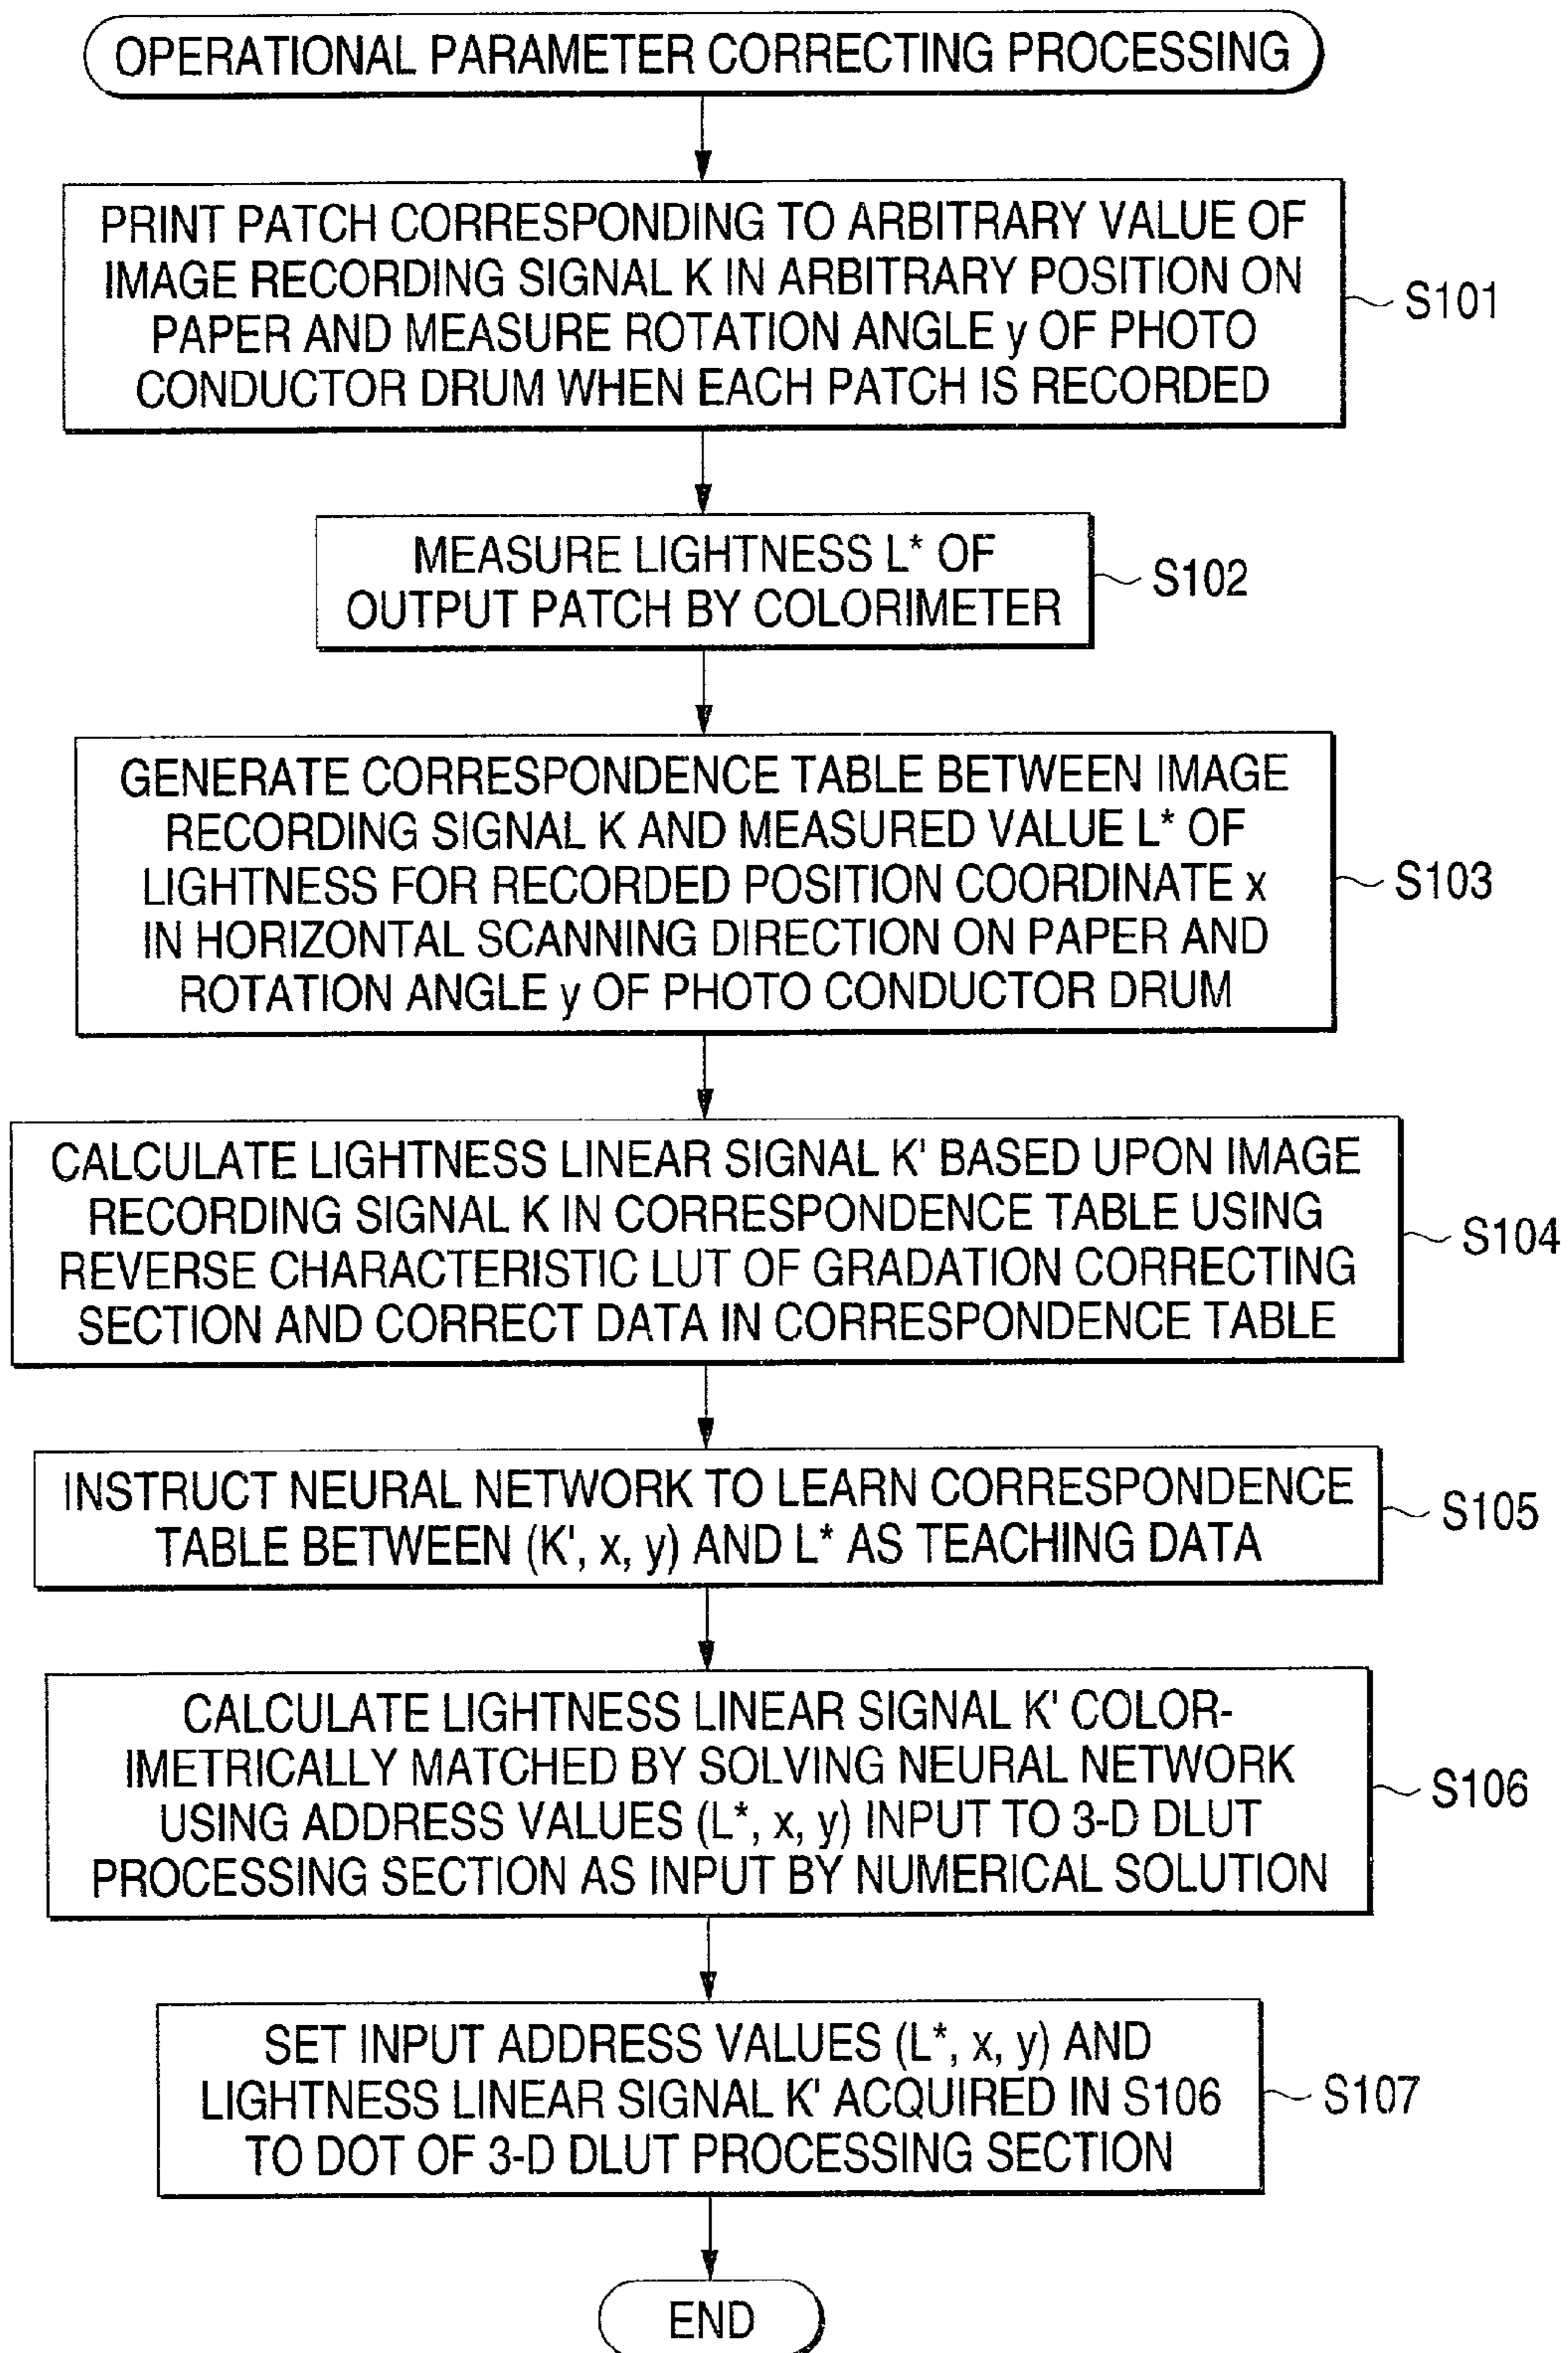 OPERATIONAL PARAMETER CORRECTING PROCESSING
PRINT PATCH CORRESPONDING TO ARBITRARY VALUE OF
IMAGE RECORDING SIGNAL K IN ARBITRARY POSITION ON
PAPER AND MEASURE ROTATION ANGLE y OF PHOTO
CONDUCTOR DRUM WHEN EACH PATCH IS RECORDED
S101
MEASURE LIGHTNESS L* OF
OUTPUT PATCH BY COLORIMETER
S102
GENERATE CORRESPONDENCE TABLE BETWEEN IMAGE
RECORDING SIGNAL K AND MEASURED VALUE L* OF
LIGHTNESS FOR RECORDED POSITION COORDINATE x
IN HORIZONTAL SCANNING DIRECTION ON PAPER AND
ROTATION ANGLE y OF PHOTO CONDUCTOR DRUM
S103
CALCULATE LIGHTNESS LINEAR SIGNAL K' BASED UPON IMAGE
RECORDING SIGNAL K IN CORRESPONDENCE TABLE USING
REVERSE CHARACTERISTIC LUT OF GRADATION CORRECTING
SECTION AND CORRECT DATA IN CORRESPONDENCE TABLE
S104
INSTRUCT NEURAL NETWORK TO LEARN CORRESPONDENCE
TABLE BETWEEN (K', x, y) AND L* AS TEACHING DATA
S105
CALCULATE LIGHTNESS LINEAR SIGNAL K' COLOR-
IMETRICALLY MATCHED BY SOLVING NEURAL NETWORK
USING ADDRESS VALUES (L*, x, y) INPUT TO 3-D DLUT
PROCESSING SECTION AS INPUT BY NUMERICAL SOLUTION
S106
SET INPUT ADDRESS VALUES (L*, x, y) AND
LIGHTNESS LINEAR SIGNAL K' ACQUIRED IN S106
TO DOT OF 3-D DLUT PROCESSING SECTION
S107
END